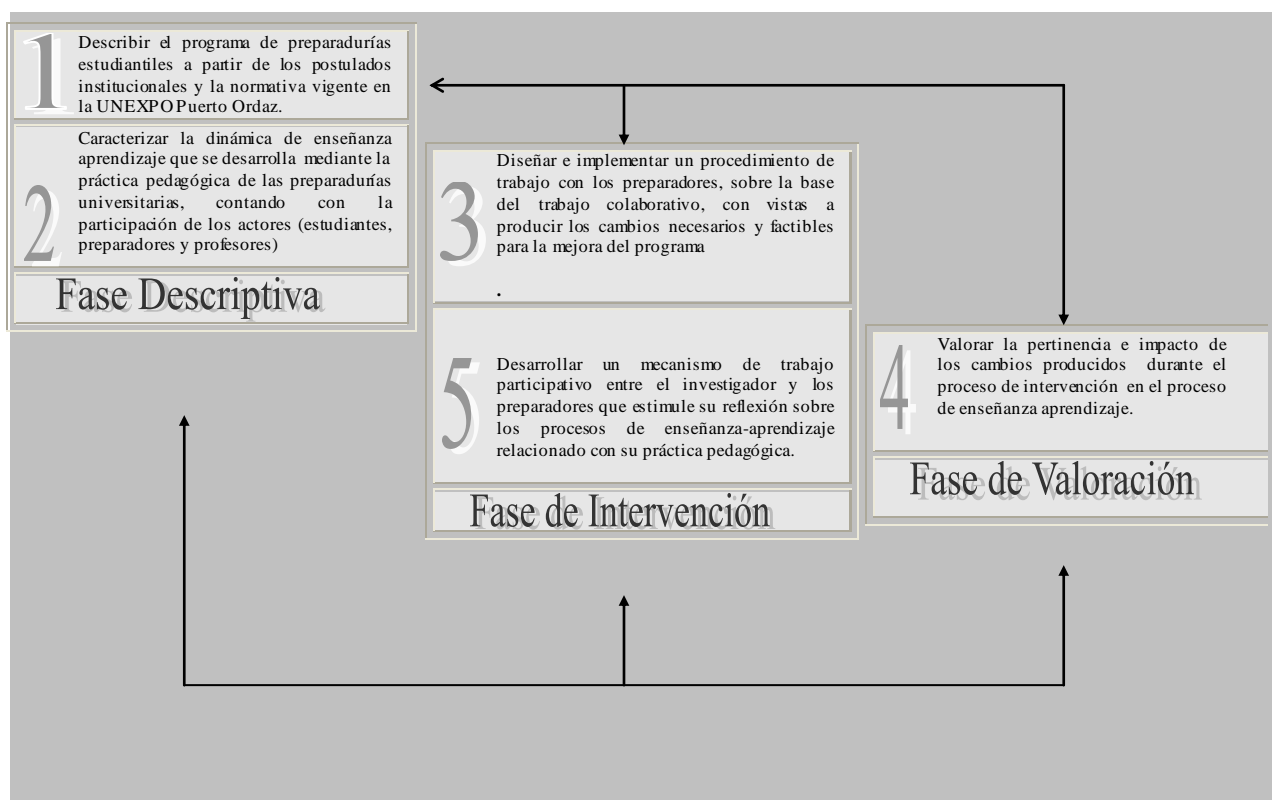 1
Describir el programa de preparadurías
estudiantiles a partir de los postulados
institucionales y la normativa vigente en
la UNEXPO Puerto Ordaz.
2
Caracterizar la dinámica de enseñanza
aprendizaje que se desarrolla mediante la
práctica pedagógica de las preparadurías
universitarias, contando con la
participación de los actores (estudiantes,
preparadores y profesores)
Fase Descriptiva
3
Diseñar e implementar un procedimiento de
trabajo con los preparadores, sobre la base
del trabajo colaborativo, con vistas a
producir los cambios necesarios y factibles
para la mejora del programa
.
5
Desarrollar un mecanismo de trabajo
participativo entre el investigador y los
preparadores que estimule su reflexión sobre
los procesos de enseñanza-aprendizaje
relacionado con su práctica pedagógica.
Fase de Intervención
4
Valorar la pertinencia e impacto de
los cambios producidos durante el
proceso de intervención en el proceso
de enseñanza aprendizaje.
Fase de Valoración